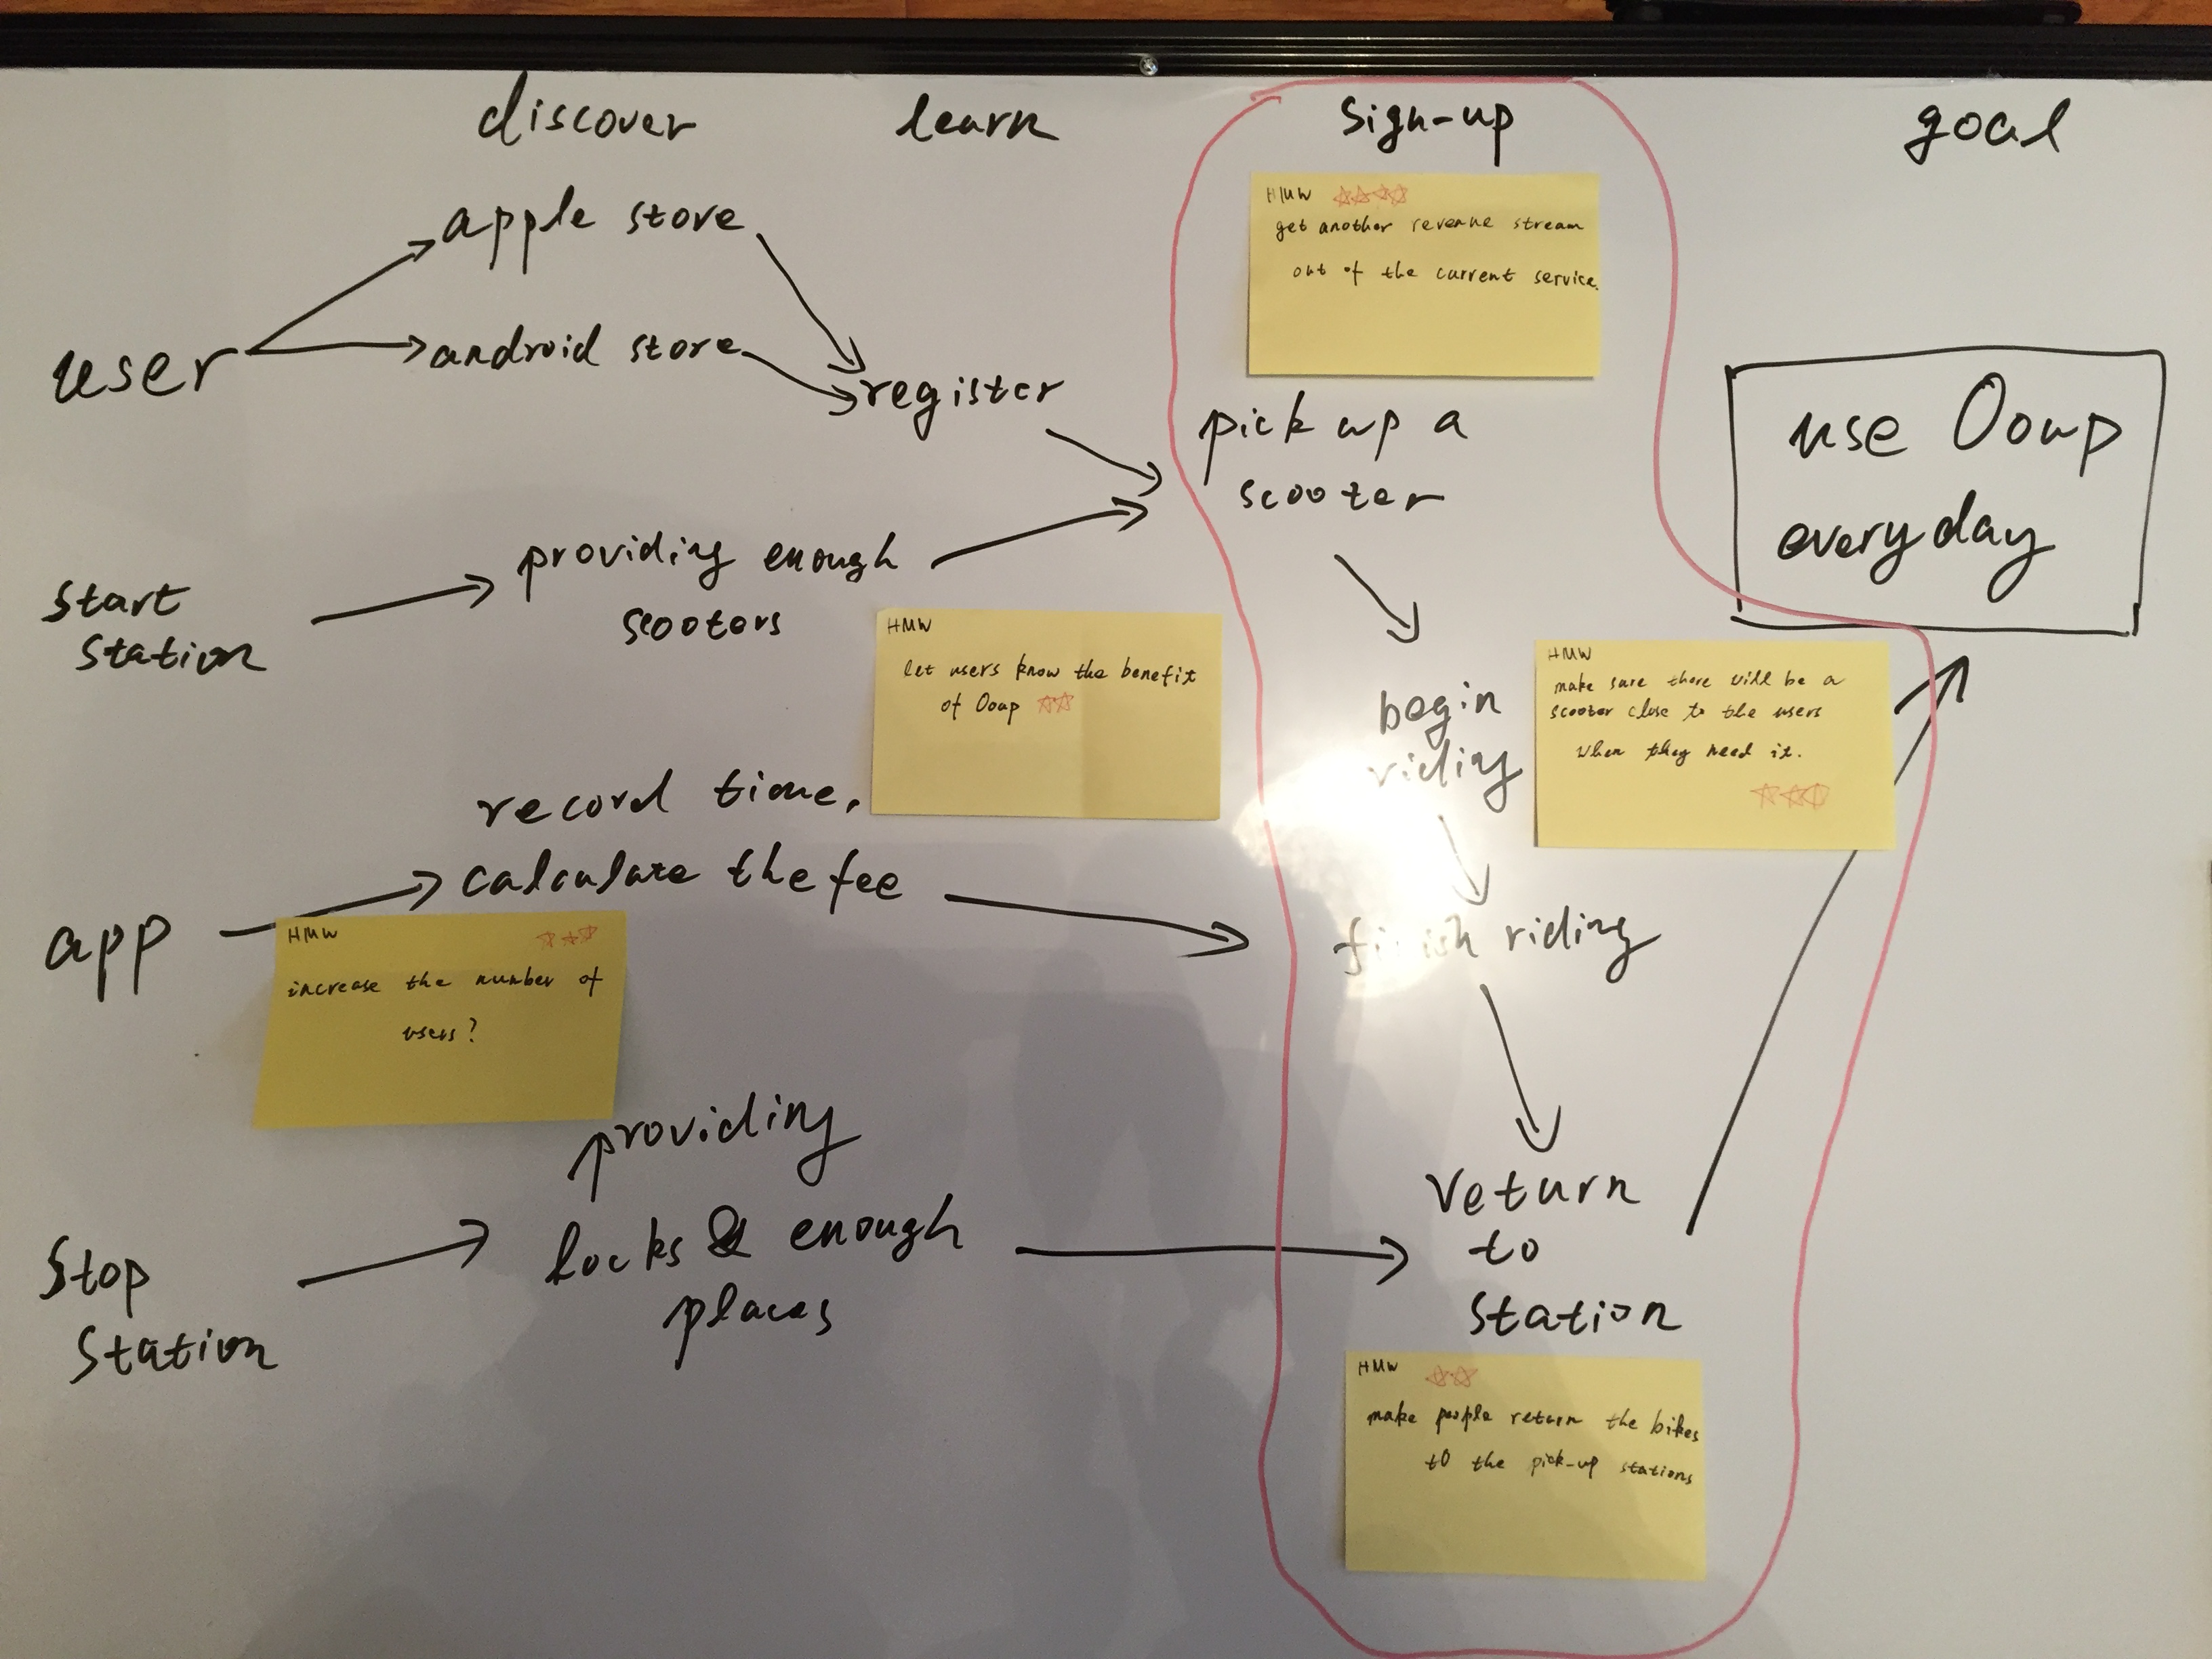 discover
learn
sign-up
goal
HMW
get another revenue stream
out of the current service.
apple store
user
android store
register
pick up a
scooter
use Ooup
everyday
start
station
providing enough
scooters
HMW
let users know the benefit
of Ooup
begin
riding
HMW
make sure there will be a
scooter close to the users
when they need it.
record time,
calculate the fee
app
HMW
increase the number of
users?
finish riding
stop
station
providing
locks & enough
places
return
to
station
HMW
make people return the bikes
to the pick-up stations